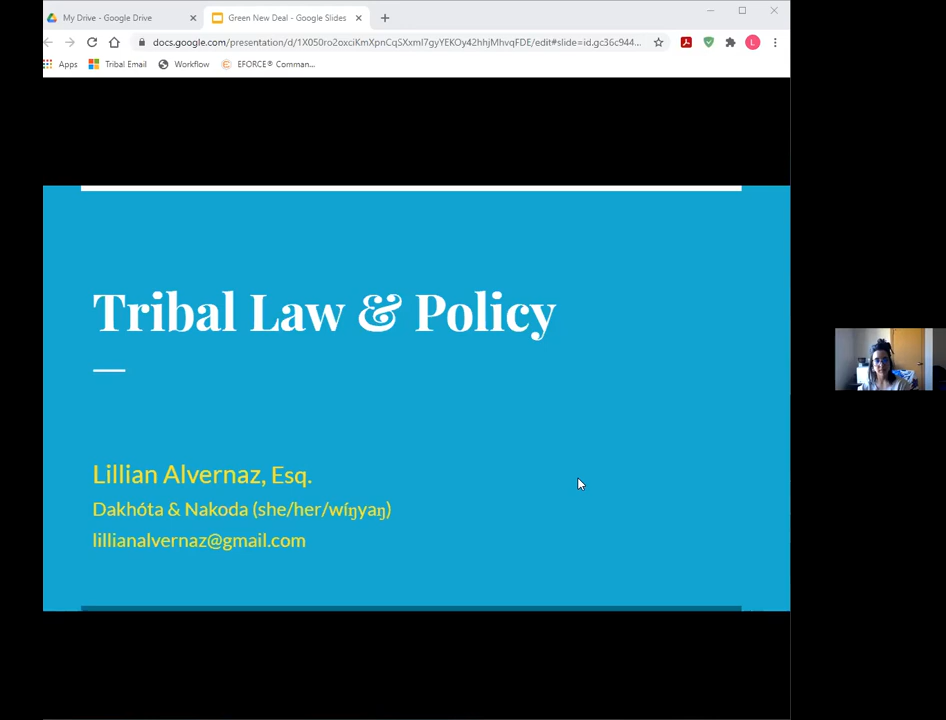 My Drive - Google Drive
Green New Deal - Google Slides
docs.google.com/presentation/d/1X050ro2oxciKmXpnCqSXxmI7gyYEKOy42hhjMhvqFDE/edit#slide=id.gc36c944...
L
Apps
Tribal Email
Workflow
EFORCE® Comman...
Tribal Law & Policy
Lillian Alvernaz, Esq.
Dakhóta & Nakoda (she/her/wíŋyaŋ)
lillianalvernaz@gmail.com